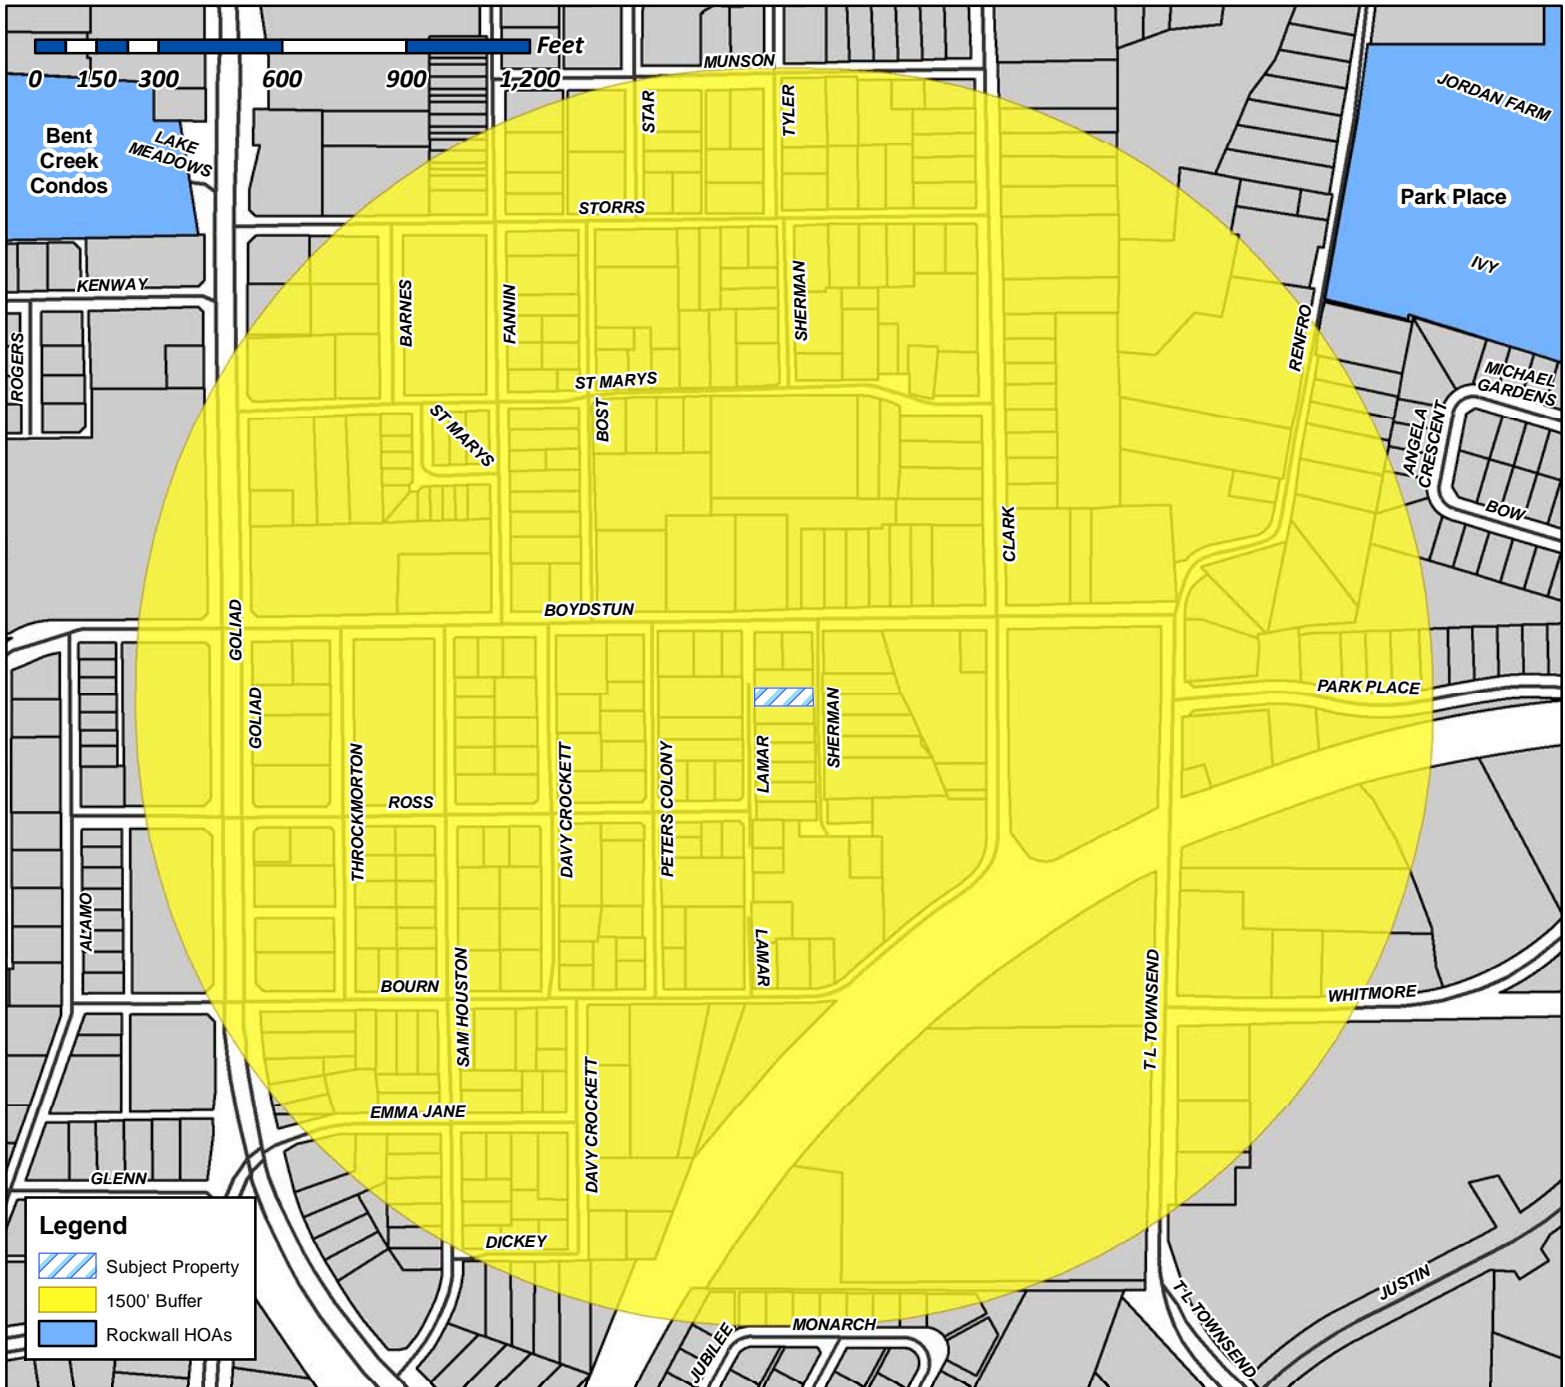 Feet
0 150 300 600 900 1,200
MUNSON
STAR
TYLER
JORDAN FARM
Bent
Creek
Condos
LAKE
MEADOWS
Park Place
STORRS
IVY
KENWAY
BARNES
FANNIN
SHERMAN
ROGERS
RENFRO
ST MARYS
MICHAEL
GARDENS
ST MARYS
BOST
ANGELA
CRESCENT
BOW
CLARK
BOYDSTUN
GOLIAD
GOLIAD
PARK PLACE
SHERMAN
LAMAR
THROCKMORTON
DAVY CROCKETT
PETERS COLONY
ROSS
ALAMO
LAMAR
SAM HOUSTON
BOURN
T L TOWNSEND
WHITMORE
DAVY CROCKETT
EMMA JANE
GLENN
DICKEY
JUSTIN
T L TOWNSEND
JUBILEE
MONARCH
Legend
Subject Property
1500' Buffer
Rockwall HOAs